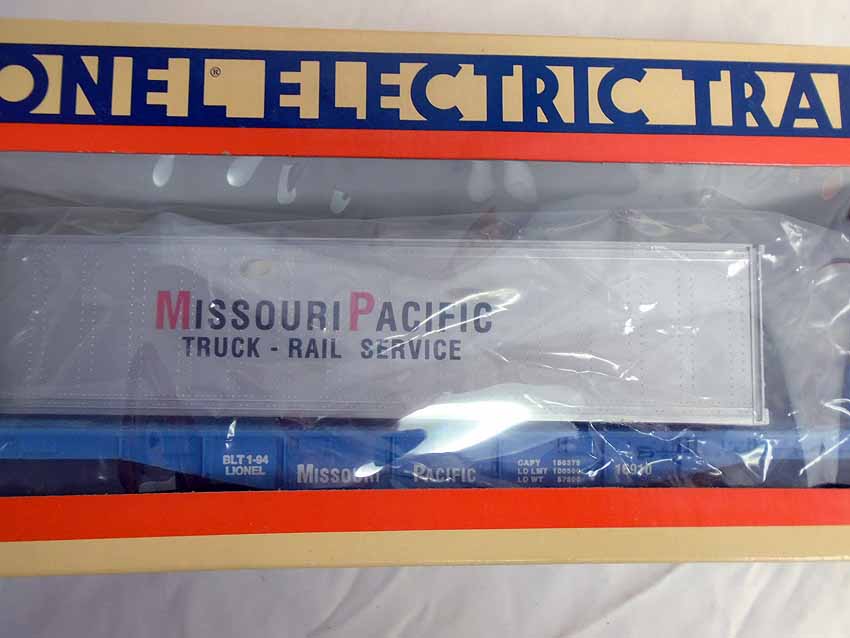 ONEL® ELECTRIC TRA
MISSOURI PACIFIC
TRUCK - RAIL SERVICE
BLT 1-94
LIONEL
MISSOURI PACIFIC
CAPY
LD LMT
LD WT
16910